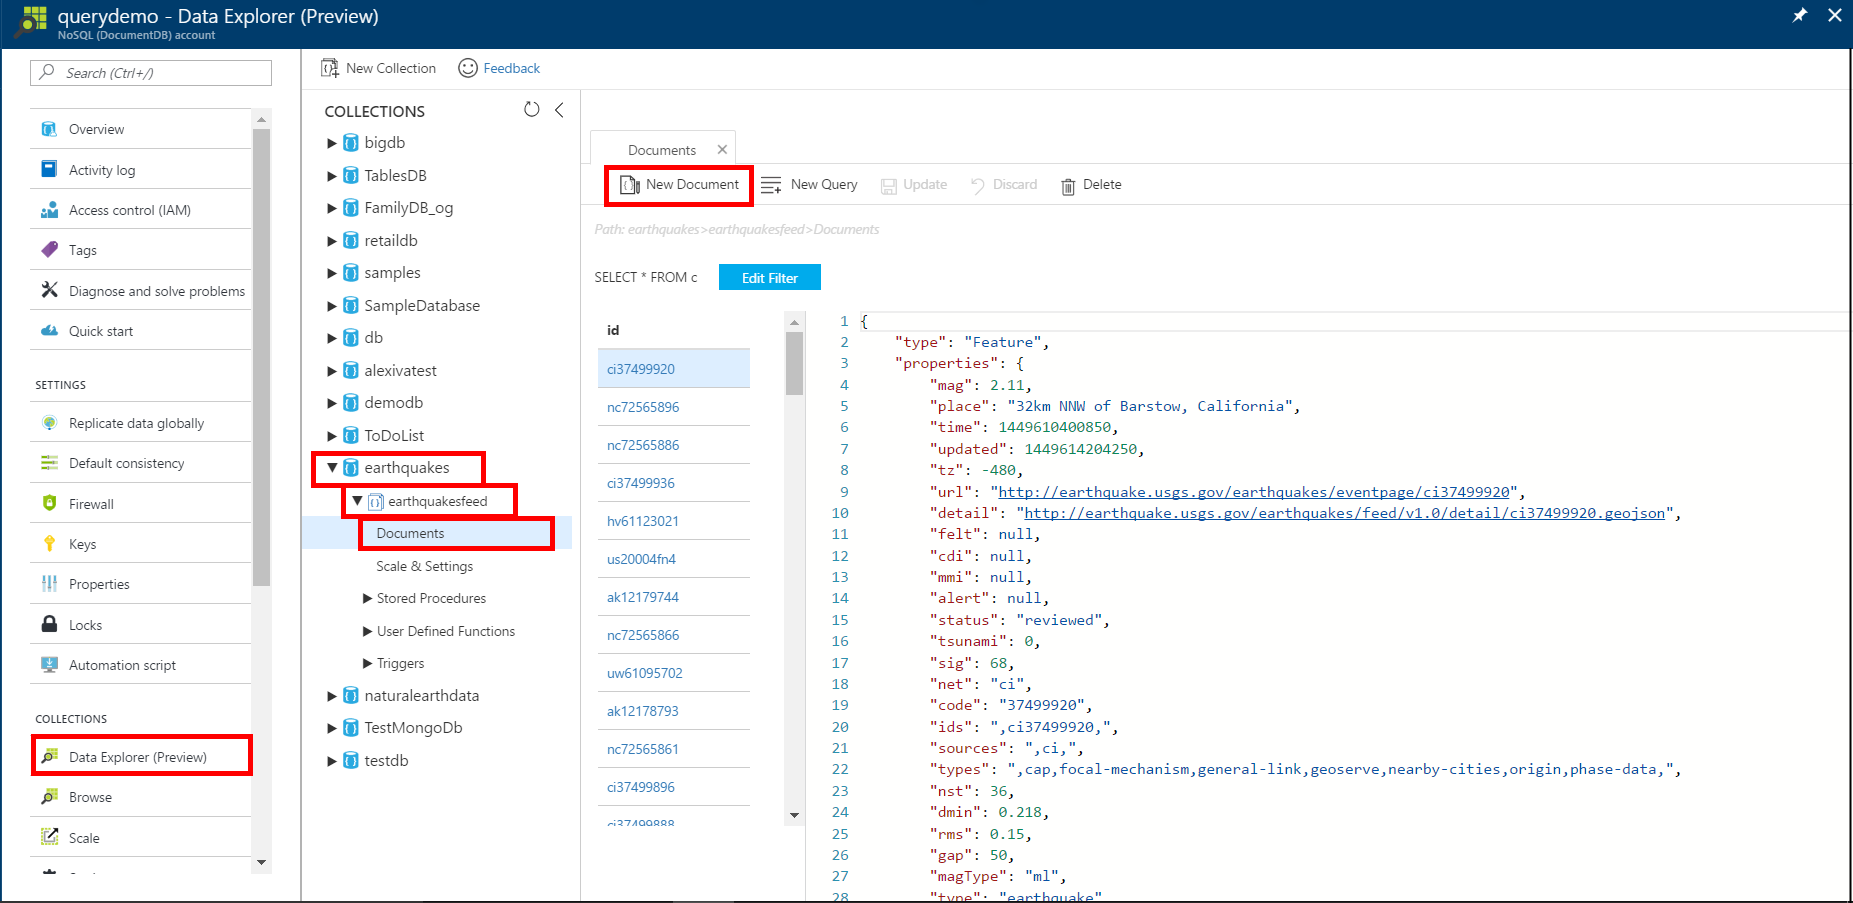 querydemo - Data Explorer (Preview)
NoSQL (DocumentDB) account
Search (Ctrl+/)
Overview
Activity log
Access control (IAM)
Tags
Diagnose and solve problems
Quick start
SETTINGS
Replicate data globally
Default consistency
Firewall
Keys
Properties
Locks
Automation script
COLLECTIONS
Data Explorer (Preview)
Browse
Scale
New Collection
Feedback
COLLECTIONS
bigdb
TablesDB
FamilyDB_og
retaildb
samples
SampleDatabase
db
alexivatest
demodb
ToDoList
earthquakes
earthquakesfeed
Documents
Scale & Settings
Stored Procedures
User Defined Functions
Triggers
naturalearthdata
TestMongoDb
testdb
Documents
New Document
New Query
Update
Discard
Delete
Path: earthquakes>earthquakesfeed>Documents
SELECT * FROM c
Edit Filter
id
ci37499920
nc72565896
nc72565886
ci37499936
hv61123021
us20004fn4
ak12179744
nc72565866
uw61095702
ak12178793
nc72565861
ci37499896
ci37499888
1 {
2 "type": "Feature",
3 "properties": {
4 "mag": 2.11,
5 "place": "32km NNW of Barstow, California",
6 "time": 1449610400850,
7 "updated": 1449614204250,
8 "tz": -480,
9 "url": "http://earthquake.usgs.gov/earthquakes/eventpage/ci37499920",
10 "detail": "http://earthquake.usgs.gov/earthquakes/feed/v1.0/detail/ci37499920.geojson",
11 "felt": null,
12 "cdi": null,
13 "mmi": null,
14 "alert": null,
15 "status": "reviewed",
16 "tsunami": 0,
17 "sig": 68,
18 "net": "ci",
19 "code": "37499920",
20 "ids": ",ci37499920,",
21 "sources": ",ci,",
22 "types": ",cap,focal-mechanism,general-link,geoserve,nearby-cities,origin,phase-data,",
23 "nst": 36,
24 "dmin": 0.218,
25 "rms": 0.15,
26 "gap": 50,
27 "magType": "ml",
28 "type": "earthquake"